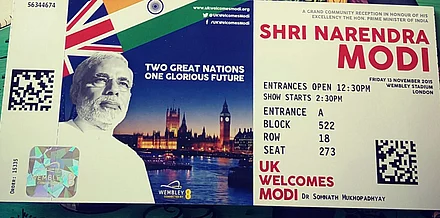 56344674
www.ukwelcomesmodi.org
@UKWelcomesModi
/UKWelcomesModi
TWO GREAT NATIONS
ONE GLORIOUS FUTURE
WEMBLEY
A GRAND COMMUNITY RECEPTION IN HONOUR OF HIS
EXCELLENCY THE HON. PRIME MINISTER OF INDIA
SHRI NARENDRA
MODI
FRIDAY 13 NOVEMBER 2015
WEMBLEY STADIUM
LONDON
ENTRANCES OPEN 12:30PM
SHOW STARTS 2:30PM
ENTRANCE A
BLOCK 522
ROW 18
SEAT 273
UK
WELCOMES
MODI
Dr Somnath Mukhopadhyay